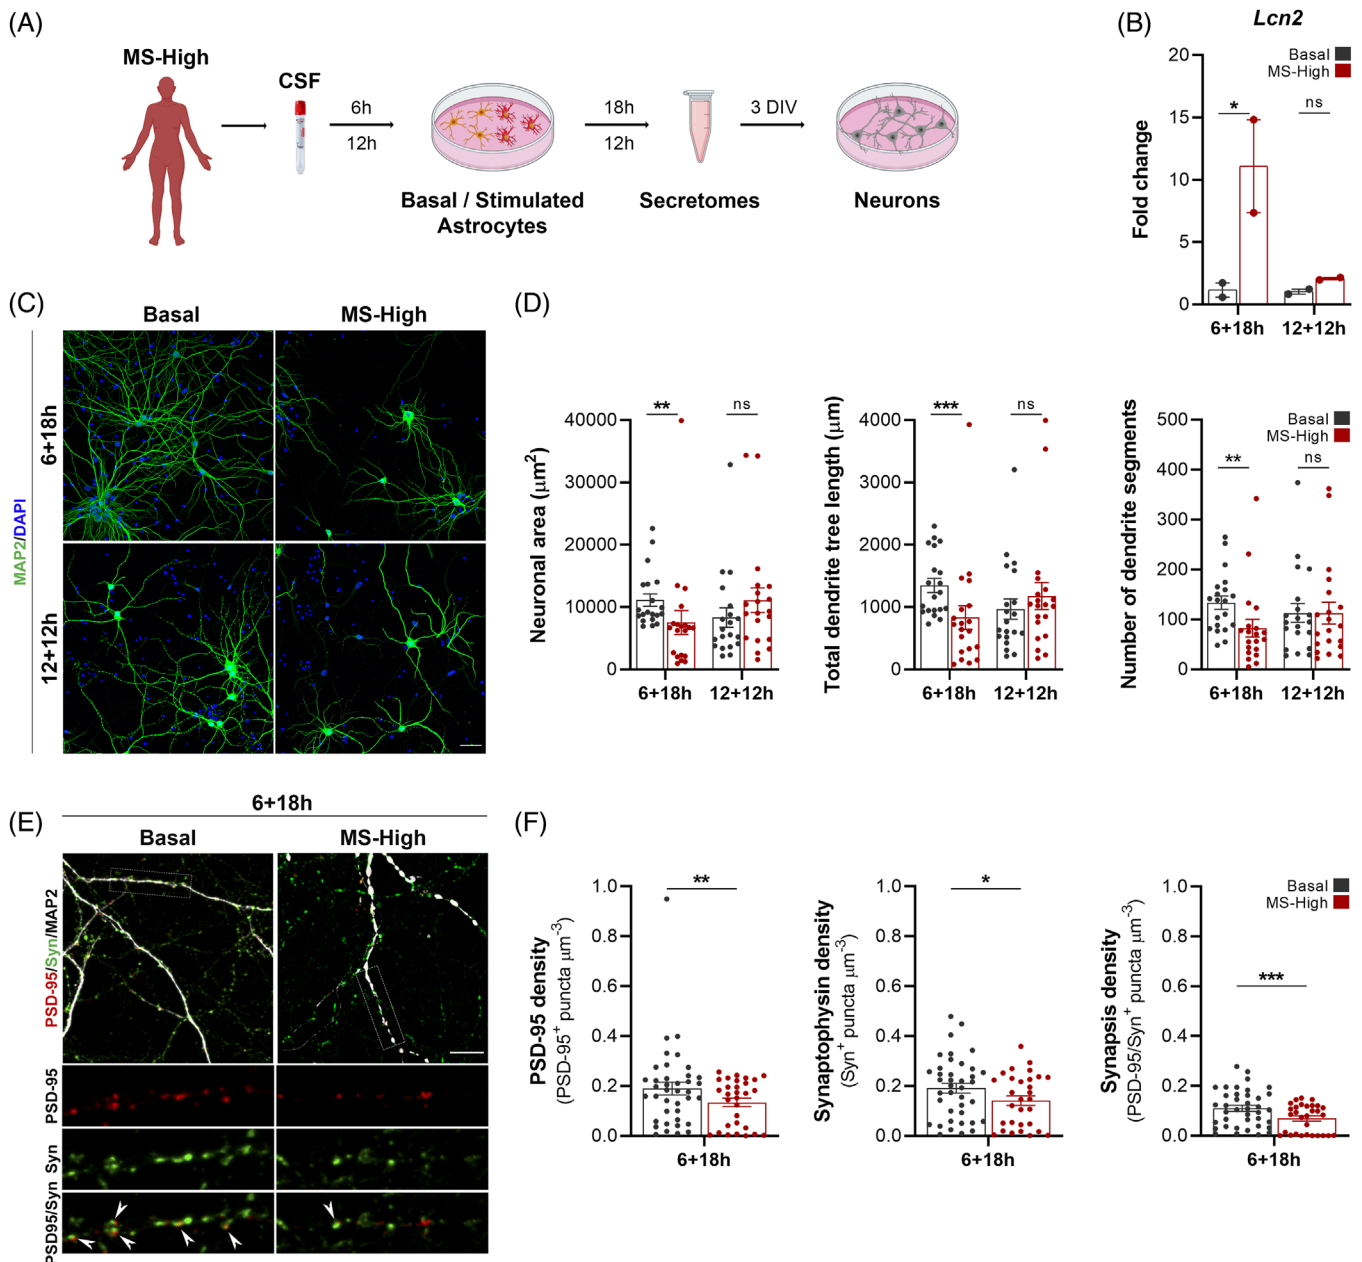 (A)
MS-High
CSF
6h
12h
18h
12h
3 DIV
Basal / Stimulated
Astrocytes
Secretomes
Neurons
(B)
Lcn2
Basal
MS-High
Fold change
20
15
10
5
0
*
ns
6+18h
12+12h
(C)
Basal
MS-High
6+18h
12+12h
MAP2/DAPI
(D)
Neuronal area (μm²)
40000
30000
20000
10000
0
**
ns
6+18h
12+12h
Total dendrite tree length (μm)
4000
3000
2000
1000
0
***
ns
6+18h
12+12h
Number of dendrite segments
Basal
MS-High
500
400
300
200
100
0
**
ns
6+18h
12+12h
(E)
6+18h
Basal
MS-High
PSD-95/Syn/MAP2
PSD-95
Syn
PSD95/Syn
(F)
PSD-95 density
(PSD-95⁺ puncta μm⁻³)
1.0
0.8
0.6
0.4
0.2
0.0
**
6+18h
Synaptophysin density
(Syn⁺ puncta μm⁻³)
1.0
0.8
0.6
0.4
0.2
0.0
*
6+18h
Synapsis density
(PSD-95/Syn⁺ puncta μm⁻³)
Basal
MS-High
1.0
0.8
0.6
0.4
0.2
0.0
***
6+18h